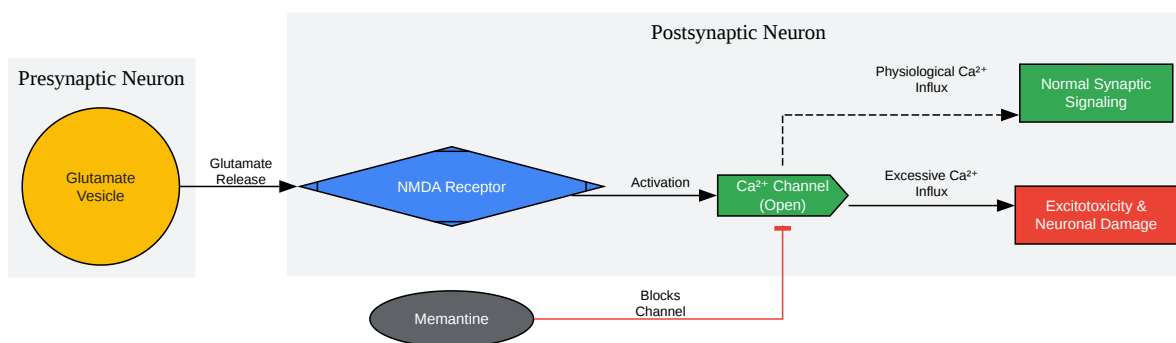 Postsynaptic Neuron
Presynaptic Neuron
Glutamate
Vesicle
Glutamate
Release
NMDA Receptor
Activation
Ca²⁺ Channel
(Open)
Physiological Ca²⁺
Influx
Normal Synaptic
Signaling
Excessive Ca²⁺
Influx
Excitotoxicity &
Neuronal Damage
Memantine
Blocks
Channel